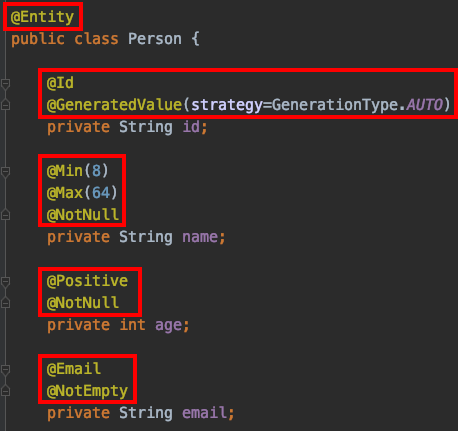 @Entity
public class Person {
@Id
@GeneratedValue(strategy=GenerationType.AUTO)
private String id;
@Min(8)
@Max(64)
@NotNull
private String name;
@Positive
@NotNull
private int age;
@Email
@NotEmpty
private String email;